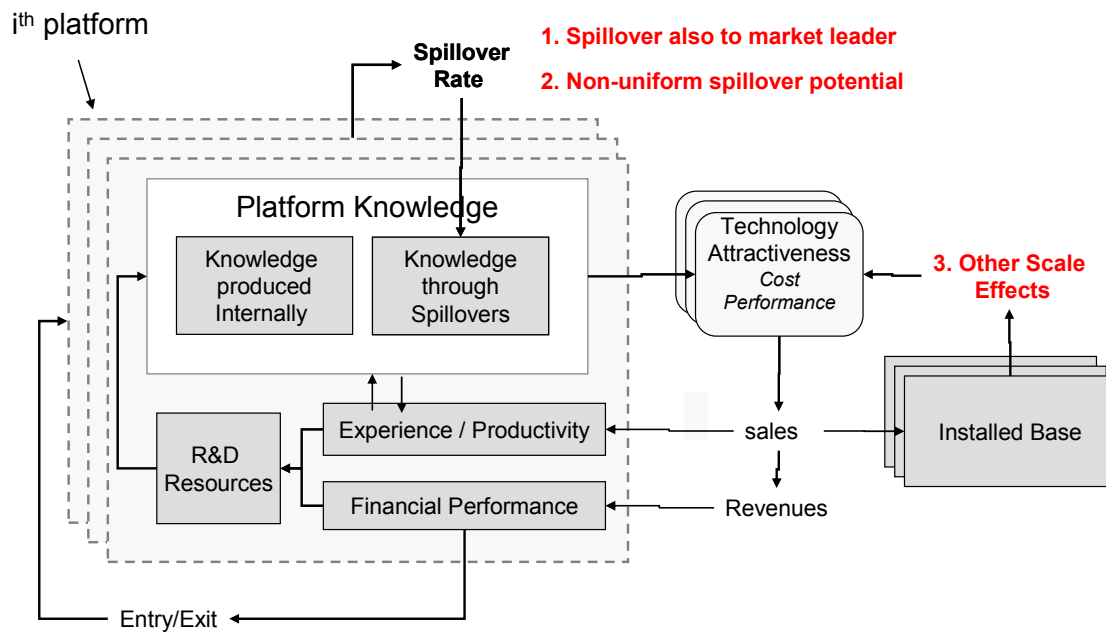 ith platform
Spillover
Rate
1. Spillover also to market leader
2. Non-uniform spillover potential
Platform Knowledge
Knowledge
produced
Internally
Knowledge
through
Spillovers
Technology
Attractiveness
Cost
Performance
3. Other Scale
Effects
R&D
Resources
Experience / Productivity
sales
Installed Base
Financial Performance
Revenues
Entry/Exit